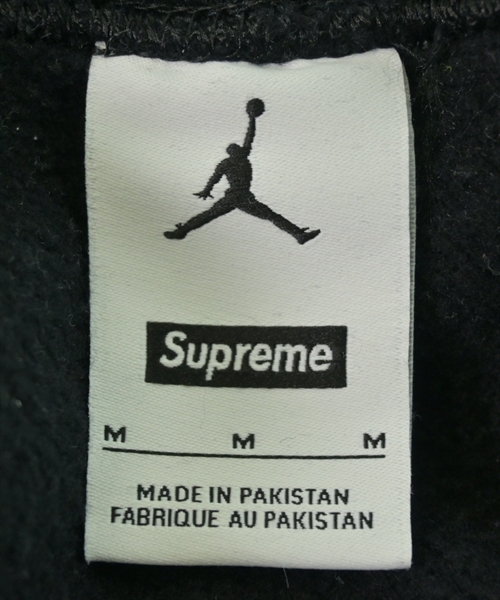 Supreme
M M M
MADE IN PAKISTAN
FABRIQUE AU PAKISTAN